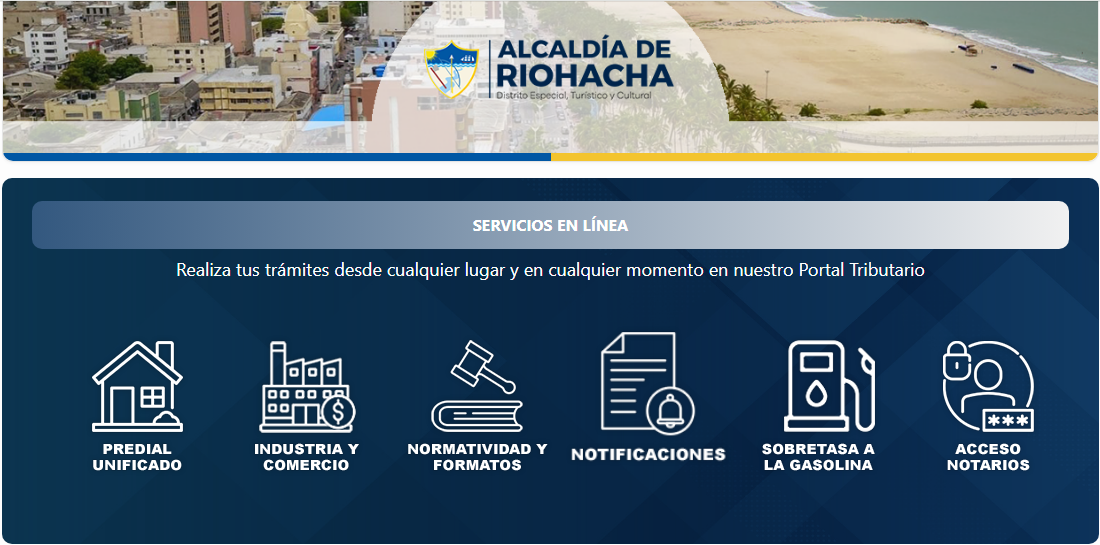 ALCALDÍA DE
RIOHACHA
Distrito Especial, Turístico y Cultural
SERVICIOS EN LÍNEA
Realiza tus trámites desde cualquier lugar y en cualquier momento en nuestro Portal Tributario
PREDIAL
UNIFICADO
INDUSTRIA Y
COMERCIO
NORMATIVIDAD Y
FORMATOS
NOTIFICACIONES
SOBRETASA A
LA GASOLINA
ACCESO
NOTARIOS